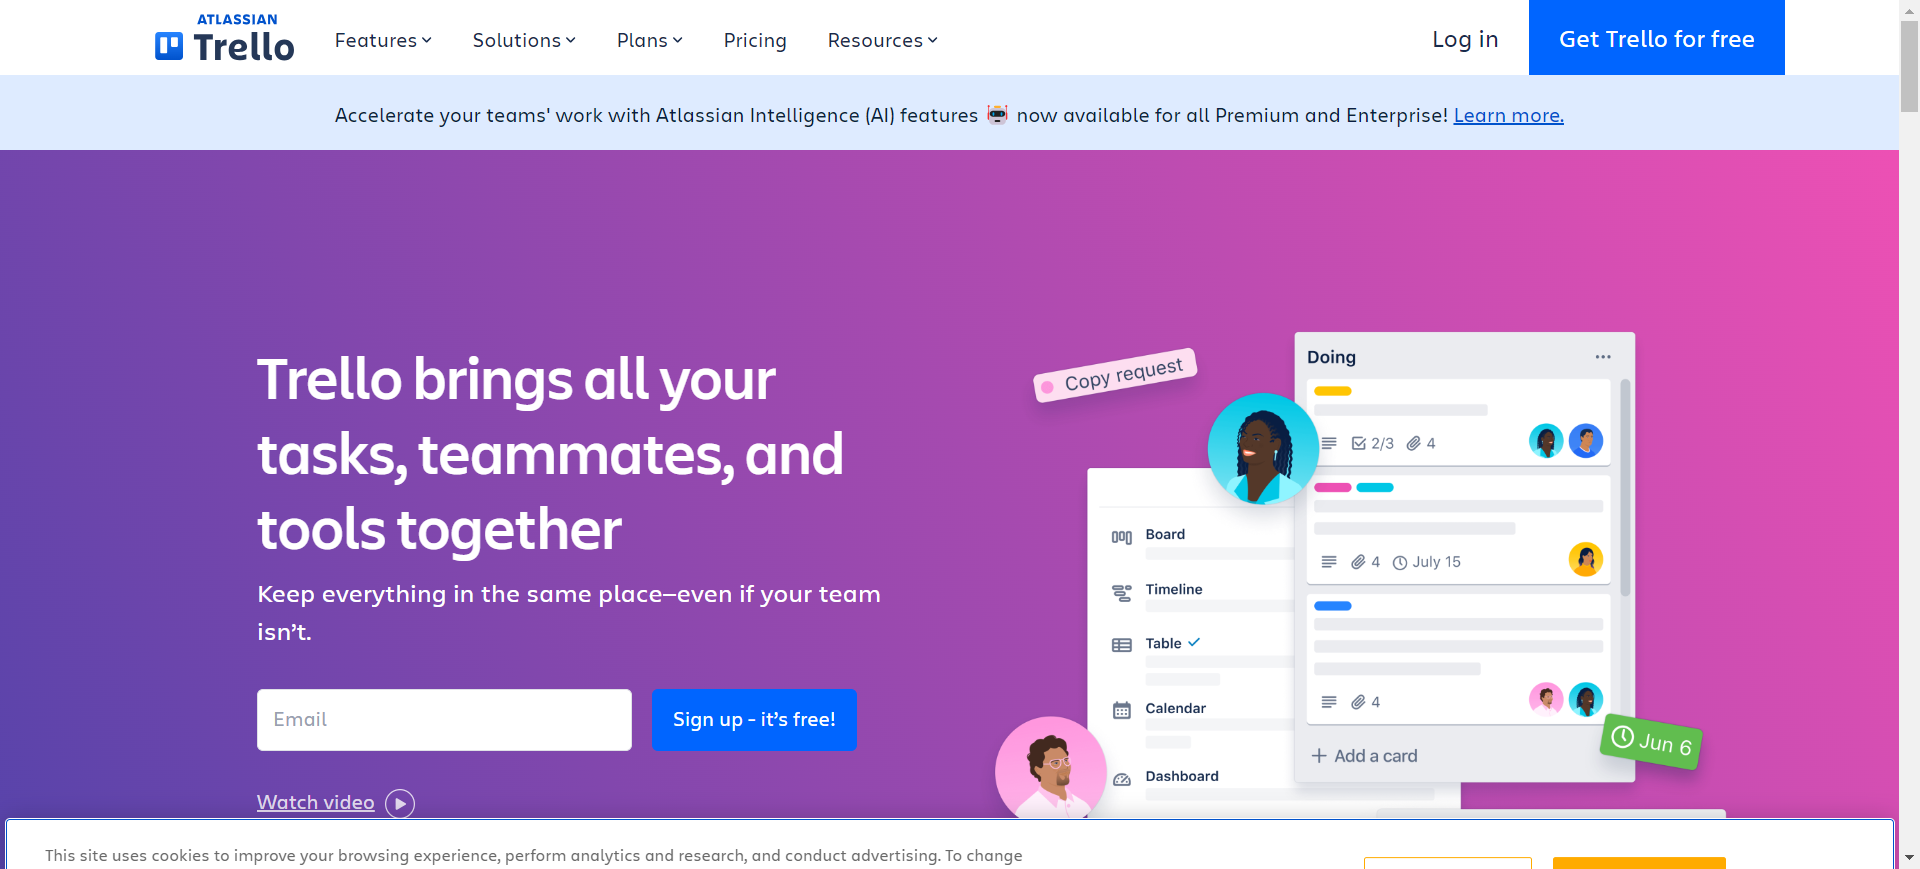 ATLASSIAN
Trello
Features
Solutions
Plans
Pricing
Resources
Log in
Get Trello for free
Accelerate your teams' work with Atlassian Intelligence (AI) features 🤖 now available for all Premium and Enterprise! Learn more.
Trello brings all your
tasks, teammates, and
tools together
Keep everything in the same place—even if your team
isn't.
Email
Sign up - it's free!
Watch video
Copy request
Doing
2/3
4
4
July 15
4
Add a card
Jun 6
Board
Timeline
Table
Calendar
Dashboard
This site uses cookies to improve your browsing experience, perform analytics and research, and conduct advertising. To change